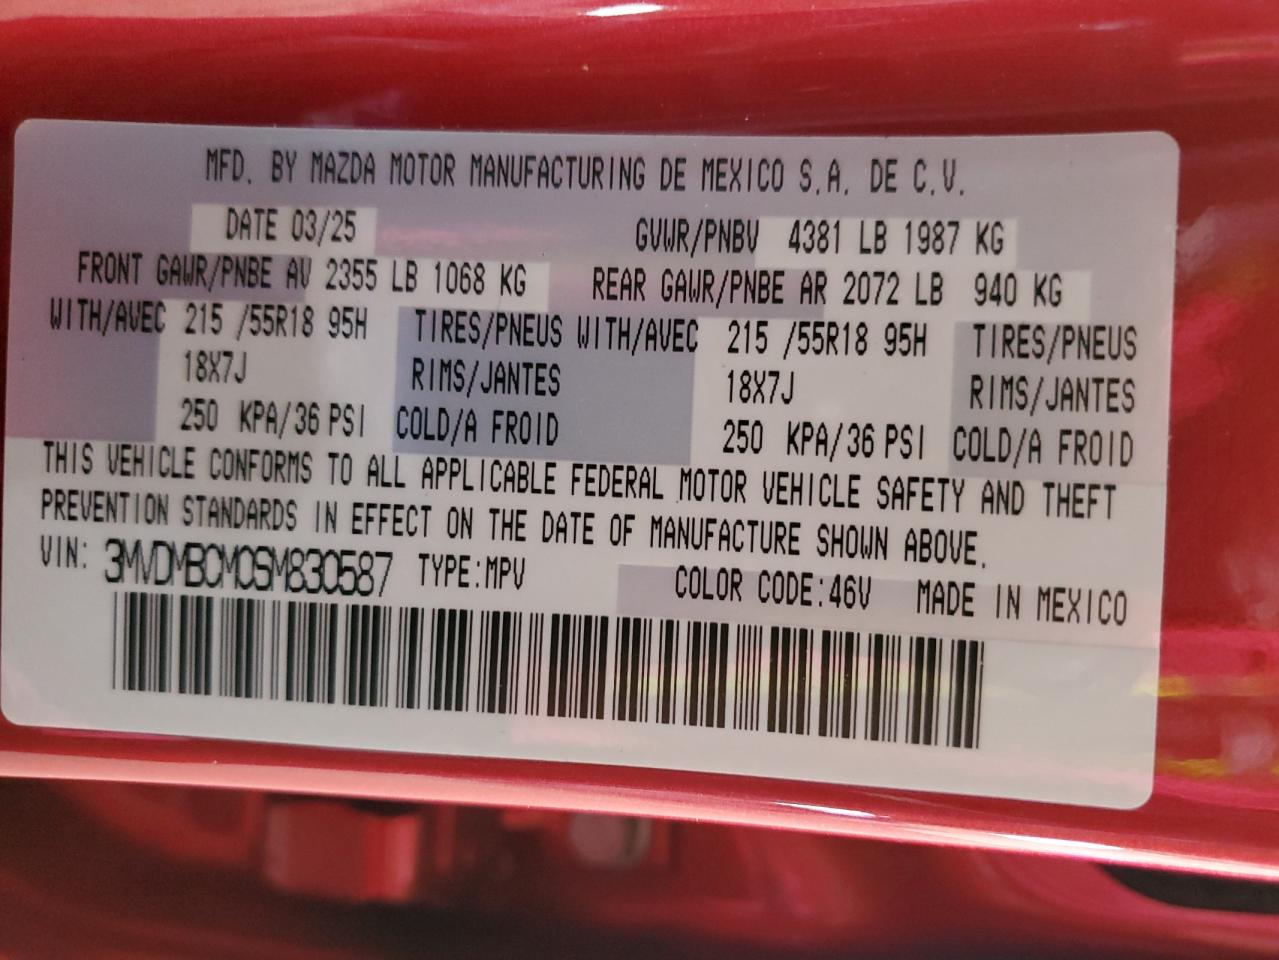 MFD. BY MAZDA MOTOR MANUFACTURING DE MEXICO S.A. DE C.V.
DATE 03/25 GVWR/PNBV 4381 LB 1987 KG
FRONT GAWR/PNBE AV 2355 LB 1068 KG REAR GAWR/PNBE AR 2072 LB 940 KG
WITH/AVEC 215 /55R18 95H TIRES/PNEUS WITH/AVEC 215 /55R18 95H TIRES/PNEUS
18X7J RIMS/JANTES 18X7J RIMS/JANTES
250 KPA/36 PSI COLD/A FROID 250 KPA/36 PSI COLD/A FROID
THIS VEHICLE CONFORMS TO ALL APPLICABLE FEDERAL MOTOR VEHICLE SAFETY AND THEFT
PREVENTION STANDARDS IN EFFECT ON THE DATE OF MANUFACTURE SHOWN ABOVE.
VIN: 3MVDMBCM0SM830587 TYPE:MPV COLOR CODE:46V MADE IN MEXICO